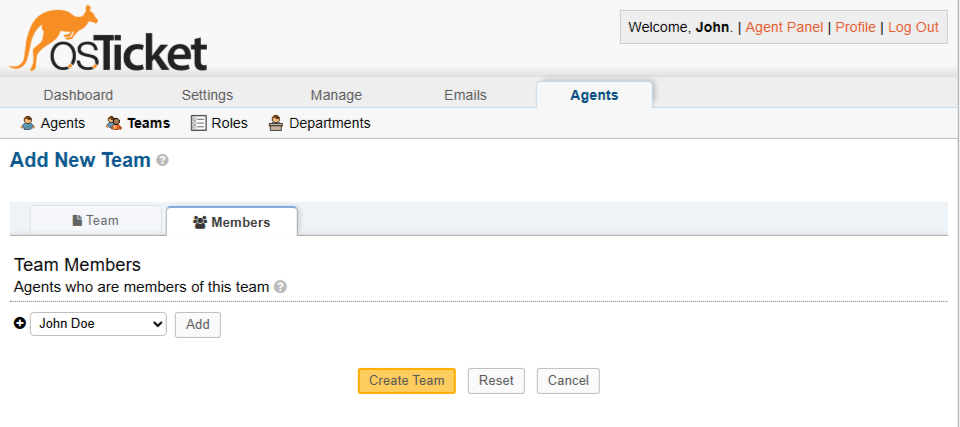 osTicket
Welcome, John. | Agent Panel | Profile | Log Out
Dashboard Settings Manage Emails Agents
Agents Teams Roles Departments
Add New Team ?
Team Members
Team Members
Agents who are members of this team ?
John Doe Add
Create Team Reset Cancel